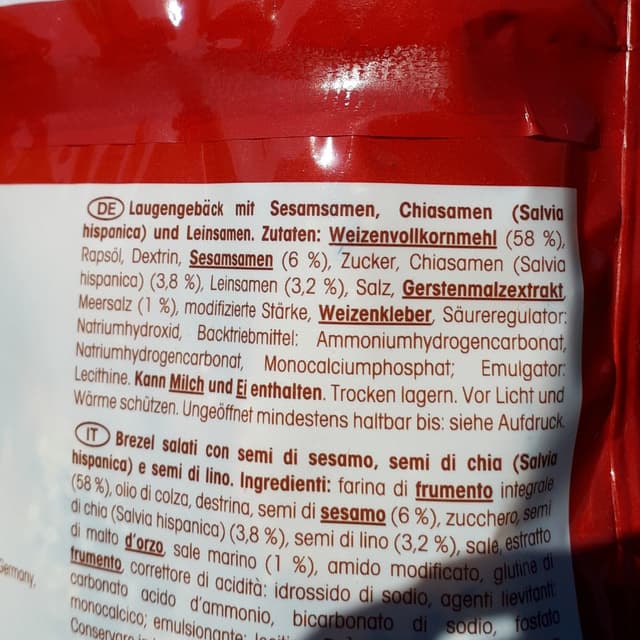 DE Laugengebäck mit Sesamsamen, Chiasamen (Salvia
hispanica) und Leinsamen. Zutaten: Weizenvollkornmehl (58 %),
Rapsöl, Dextrin, Sesamsamen (6 %), Zucker, Chiasamen (Salvia
hispanica) (3,8 %), Leinsamen (3,2 %), Salz, Gerstenmalzextrakt,
Meersalz (1 %), modifizierte Stärke, Weizenkleber, Säureregulator:
Natriumhydroxid, Backtriebmittel: Ammoniumhydrogencarbonat,
Natriumhydrogencarbonat, Monocalciumphosphat; Emulgator:
Lecithine. Kann Milch und Ei enthalten. Trocken lagern. Vor Licht und
Wärme schützen. Ungeöffnet mindestens haltbar bis: siehe Aufdruck.
IT Brezel salati con semi di sesamo, semi di chia (Salvia
hispanica) e semi di lino. Ingredienti: farina di frumento integrale
(58 %), olio di colza, destrina, semi di sesamo (6 %), zucchero, semi
di chia (Salvia hispanica) (3,8 %), semi di lino (3,2 %), sale, estratto
di malto d'orzo, sale marino (1 %), amido modificato, glutine di
frumento, correttore di acidità: idrossido di sodio, agenti lievitanti:
carbonato acido d'ammonio, bicarbonato di sodio, fosfato
monocalcico; emulsionante:
Germany,